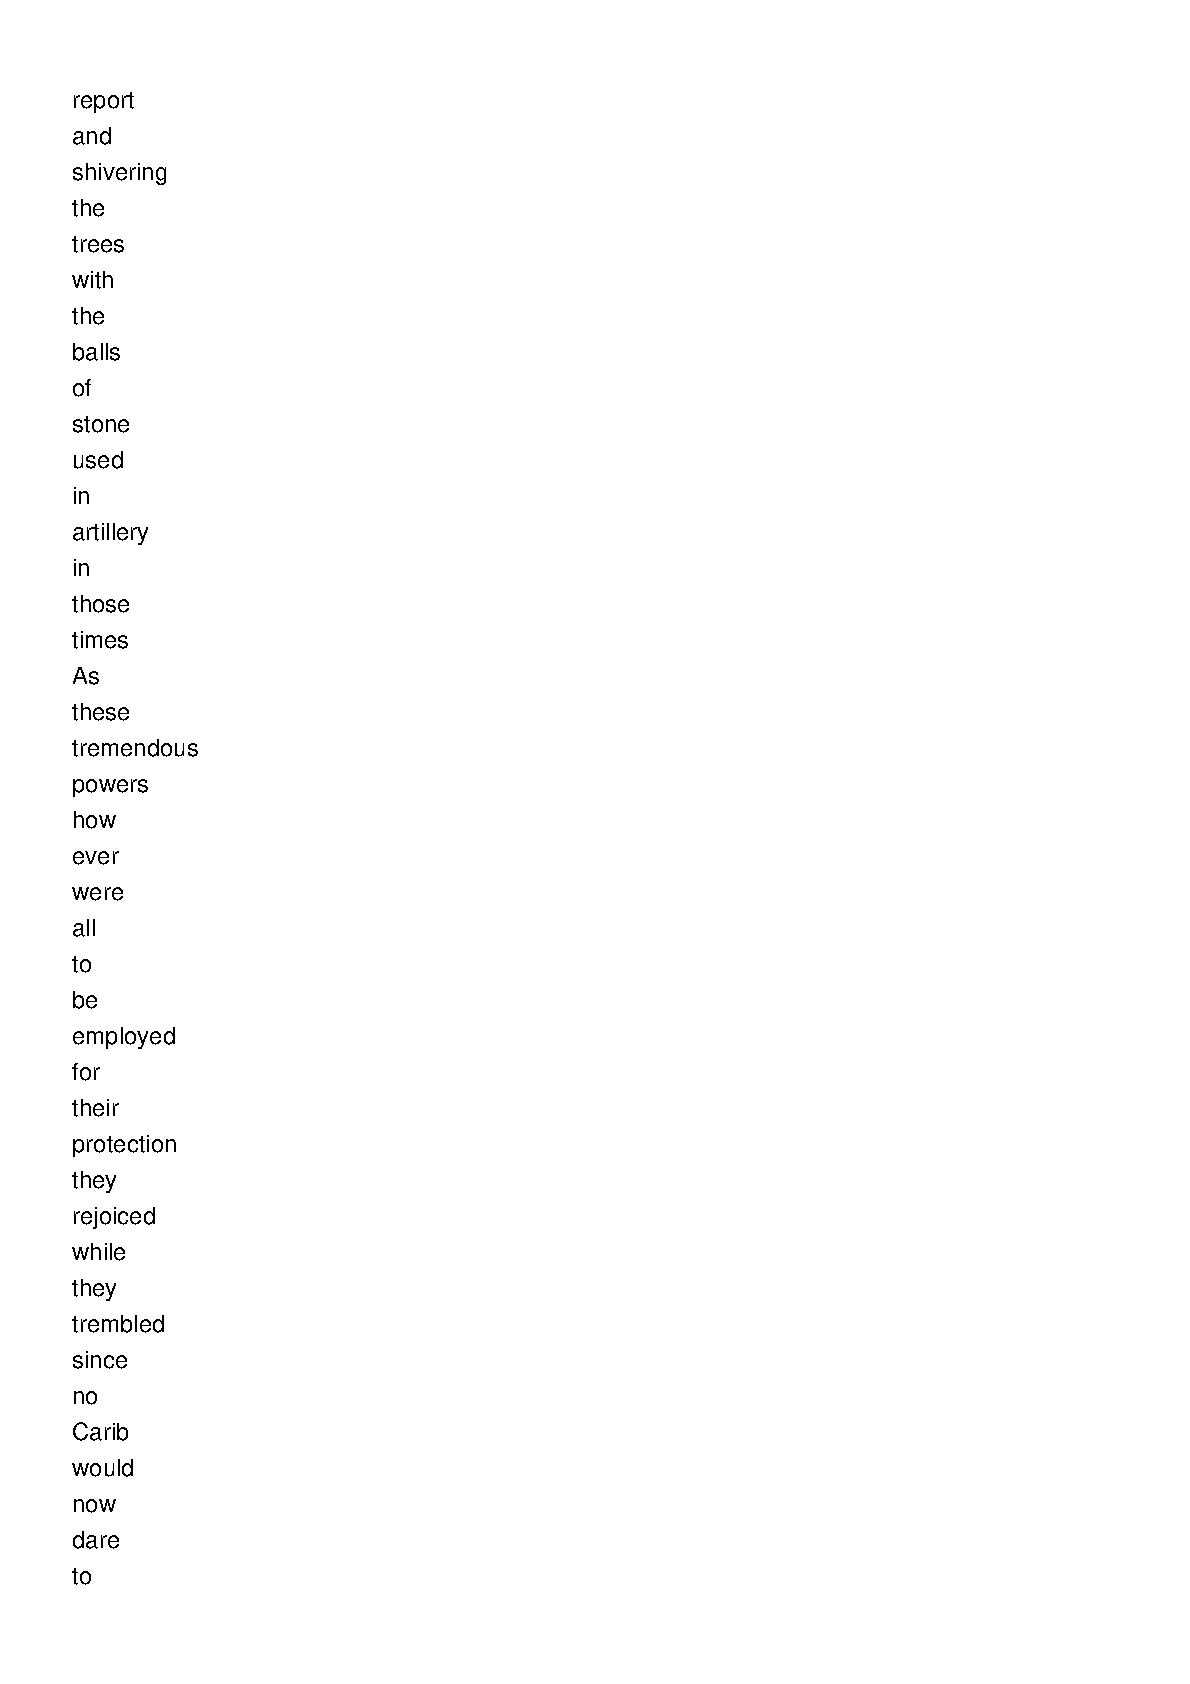 report
and
shivering
the
trees
with
the
balls
of
stone
used
in
artillery
in
those
times
As
these
tremendous
powers
how
ever
were
all
to
be
employed
for
their
protection
they
rejoiced
while
they
trembled
since
no
Carib
would
now
dare
to